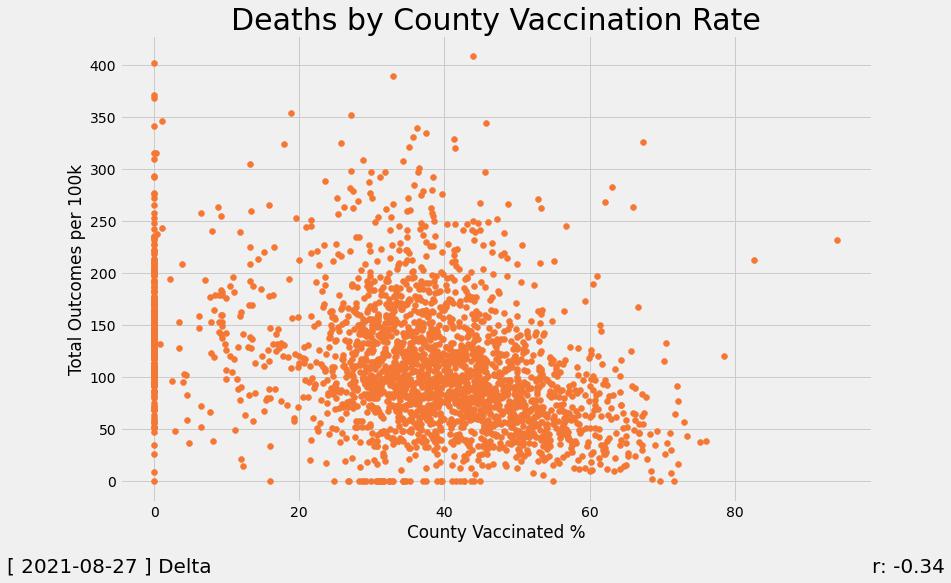 Deaths by County Vaccination Rate
400
350
300
250
200
150
100
50
0
Total Outcomes per 100k
0 20 40 60 80
County Vaccinated %
[ 2021-08-27 ] Delta
r: -0.34